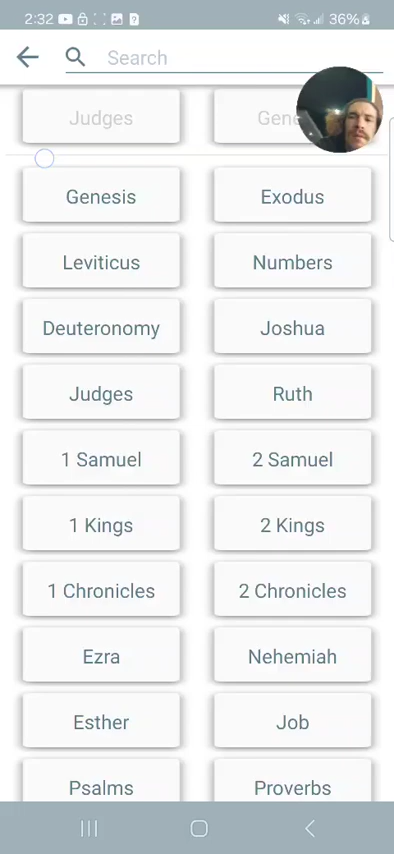 2:32 36%
Search
Judges
Genesis Exodus
Leviticus Numbers
Deuteronomy Joshua
Judges Ruth
1 Samuel 2 Samuel
1 Kings 2 Kings
1 Chronicles 2 Chronicles
Ezra Nehemiah
Esther Job
Psalms Proverbs